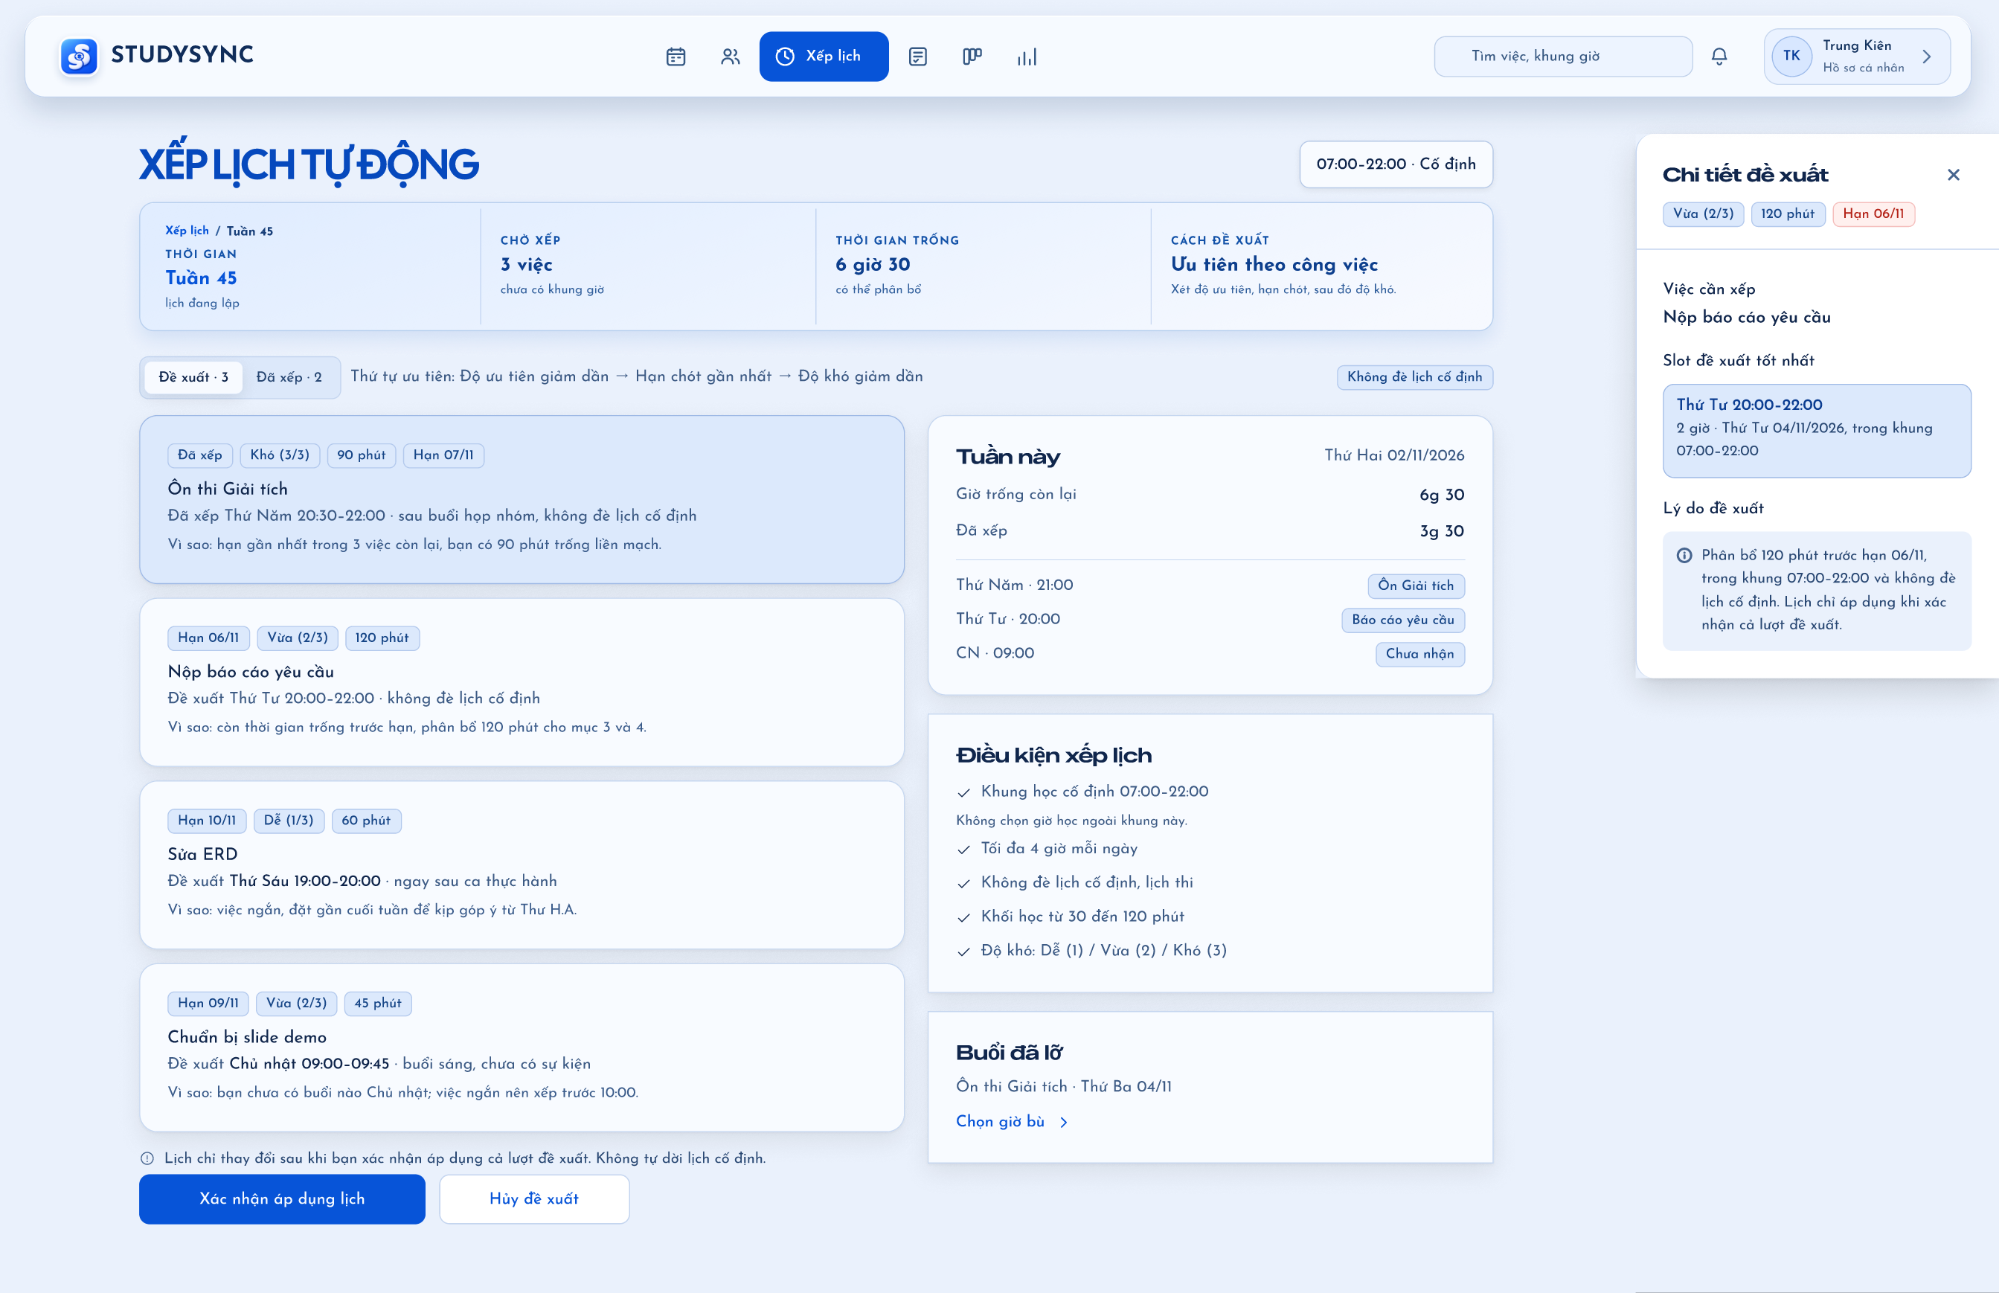 STUDYSYNC
Xếp lịch
Tìm việc, khung giờ
TK
Trung Kiên
Hồ sơ cá nhân
XẾP LỊCH TỰ ĐỘNG
07:00–22:00 · Cố định
Xếp lịch / Tuần 45
THỜI GIAN
Tuần 45
lịch đang lập
CHỜ XẾP
3 việc
chưa có khung giờ
THỜI GIAN TRỐNG
6 giờ 30
có thể phân bổ
CÁCH ĐỀ XUẤT
Ưu tiên theo công việc
Xét độ ưu tiên, hạn chót, sau đó độ khó.
Đề xuất · 3
Đã xếp · 2
Thứ tự ưu tiên: Độ ưu tiên giảm dần → Hạn chót gần nhất → Độ khó giảm dần
Không đè lịch cố định
Đã xếp
Khó (3/3)
90 phút
Hạn 07/11
Ôn thi Giải tích
Đã xếp Thứ Năm 20:30–22:00 · sau buổi họp nhóm, không đè lịch cố định
Vì sao: hạn gần nhất trong 3 việc còn lại, bạn có 90 phút trống liền mạch.
Hạn 06/11
Vừa (2/3)
120 phút
Nộp báo cáo yêu cầu
Đề xuất Thứ Tư 20:00–22:00 · không đè lịch cố định
Vì sao: còn thời gian trống trước hạn, phân bổ 120 phút cho mục 3 và 4.
Hạn 10/11
Dễ (1/3)
60 phút
Sửa ERD
Đề xuất Thứ Sáu 19:00–20:00 · ngay sau ca thực hành
Vì sao: việc ngắn, đặt gần cuối tuần để kịp góp ý từ Thư H.A.
Hạn 09/11
Vừa (2/3)
45 phút
Chuẩn bị slide demo
Đề xuất Chủ nhật 09:00–09:45 · buổi sáng, chưa có sự kiện
Vì sao: bạn chưa có buổi nào Chủ nhật; việc ngắn nên xếp trước 10:00.
Lịch chỉ thay đổi sau khi bạn xác nhận áp dụng cả lượt đề xuất. Không tự dời lịch cố định.
Xác nhận áp dụng lịch
Hủy đề xuất
Tuần này
Thứ Hai 02/11/2026
Giờ trống còn lại
6g 30
Đã xếp
3g 30
Thứ Năm · 21:00
Ôn Giải tích
Thứ Tư · 20:00
Báo cáo yêu cầu
CN · 09:00
Chưa nhận
Điều kiện xếp lịch
Khung học cố định 07:00–22:00
Không chọn giờ học ngoài khung này.
Tối đa 4 giờ mỗi ngày
Không đè lịch cố định, lịch thi
Khối học từ 30 đến 120 phút
Độ khó: Dễ (1) / Vừa (2) / Khó (3)
Buổi đã lỡ
Ôn thi Giải tích · Thứ Ba 04/11
Chọn giờ bù
Chi tiết đề xuất
Vừa (2/3)
120 phút
Hạn 06/11
Việc cần xếp
Nộp báo cáo yêu cầu
Slot đề xuất tốt nhất
Thứ Tư 20:00–22:00
2 giờ · Thứ Tư 04/11/2026, trong khung
07:00–22:00
Lý do đề xuất
Phân bổ 120 phút trước hạn 06/11,
trong khung 07:00–22:00 và không đè
lịch cố định. Lịch chỉ áp dụng khi xác
nhận cả lượt đề xuất.